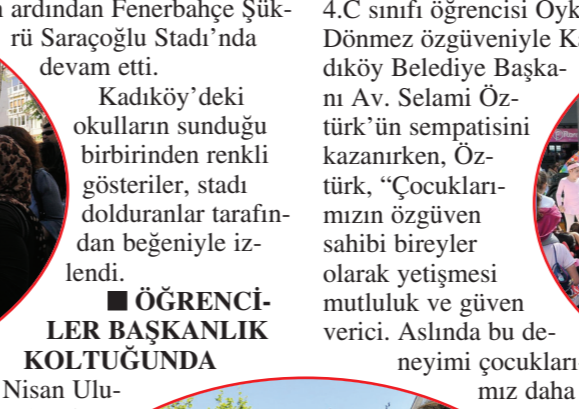 ardından Fenerbahçe Şük-
rü Saraçoğlu Stadı’nda
devam etti.
Kadıköy’deki
okulların sunduğu
birbirinden renkli
gösteriler, stadı
dolduranlar tarafın-
dan beğeniyle iz-
lendi.
■ ÖĞRENCİ-
LER BAŞKANLIK
KOLTUĞUNDA
Nisan Ulu-
4.C sınıfı öğrencisi Öyk
Dönmez özgüveniyle Ka
dıköy Belediye Başka-
nı Av. Selami Öz-
türk’ün sempatisini
kazanırken, Öz-
türk, “Çocukları-
mızın özgüven
sahibi bireyler
olarak yetişmesi
mutluluk ve güven
verici. Aslında bu de-
neyimi çocukları
mız daha